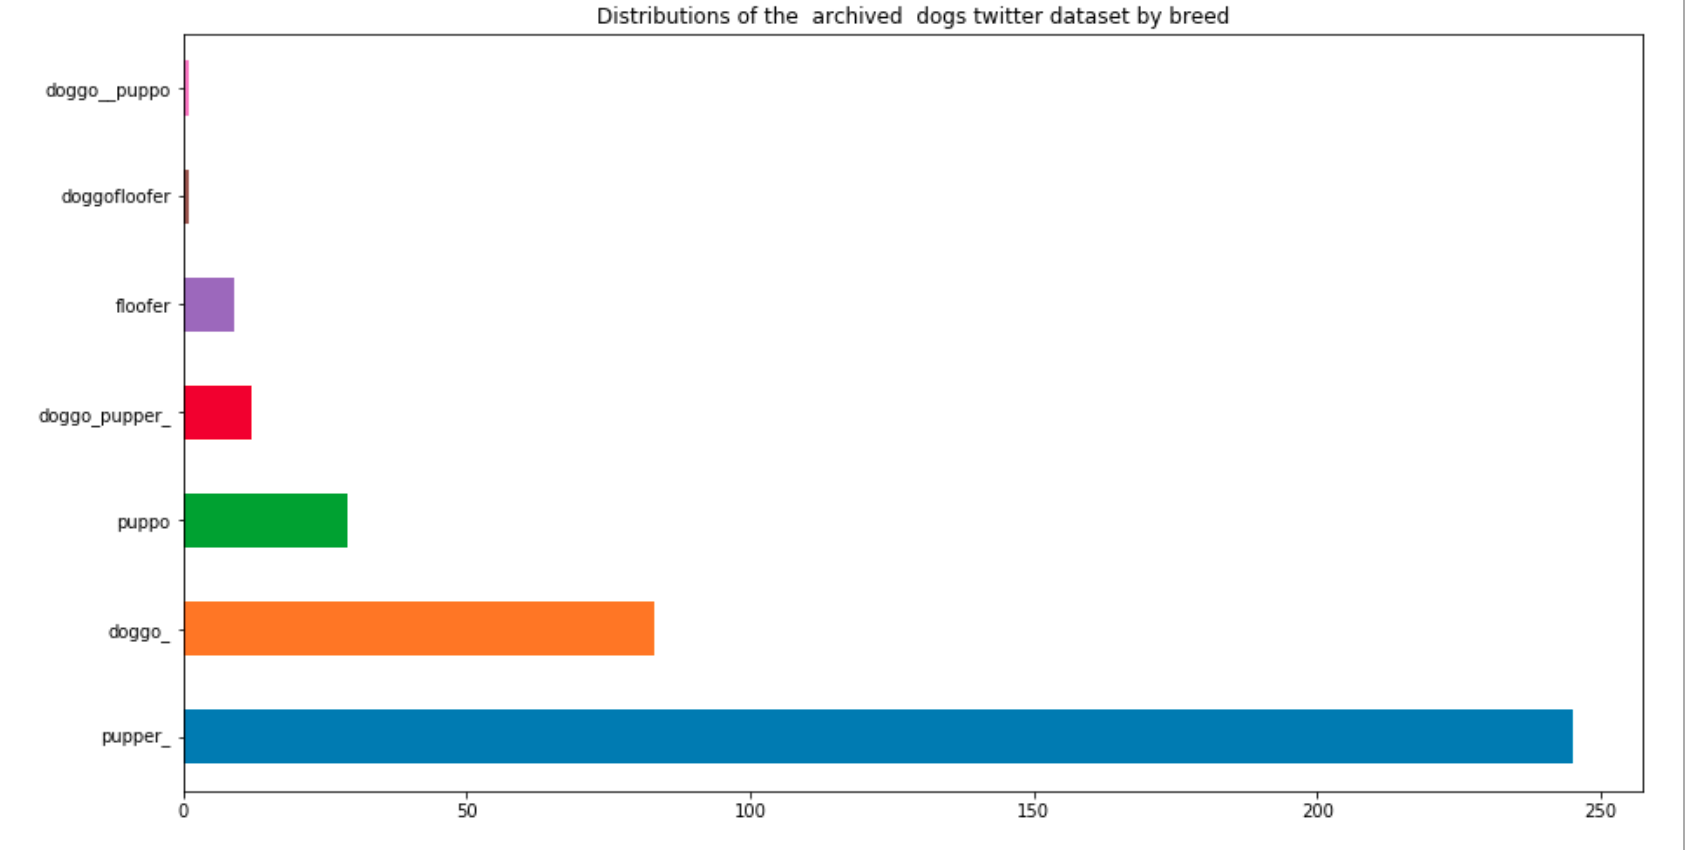 Distributions of the  archived  dogs twitter dataset by breed
doggo__puppo
doggofloofer
floofer
doggo_pupper_
puppo
doggo_
pupper_
0 50 100 150 200 250